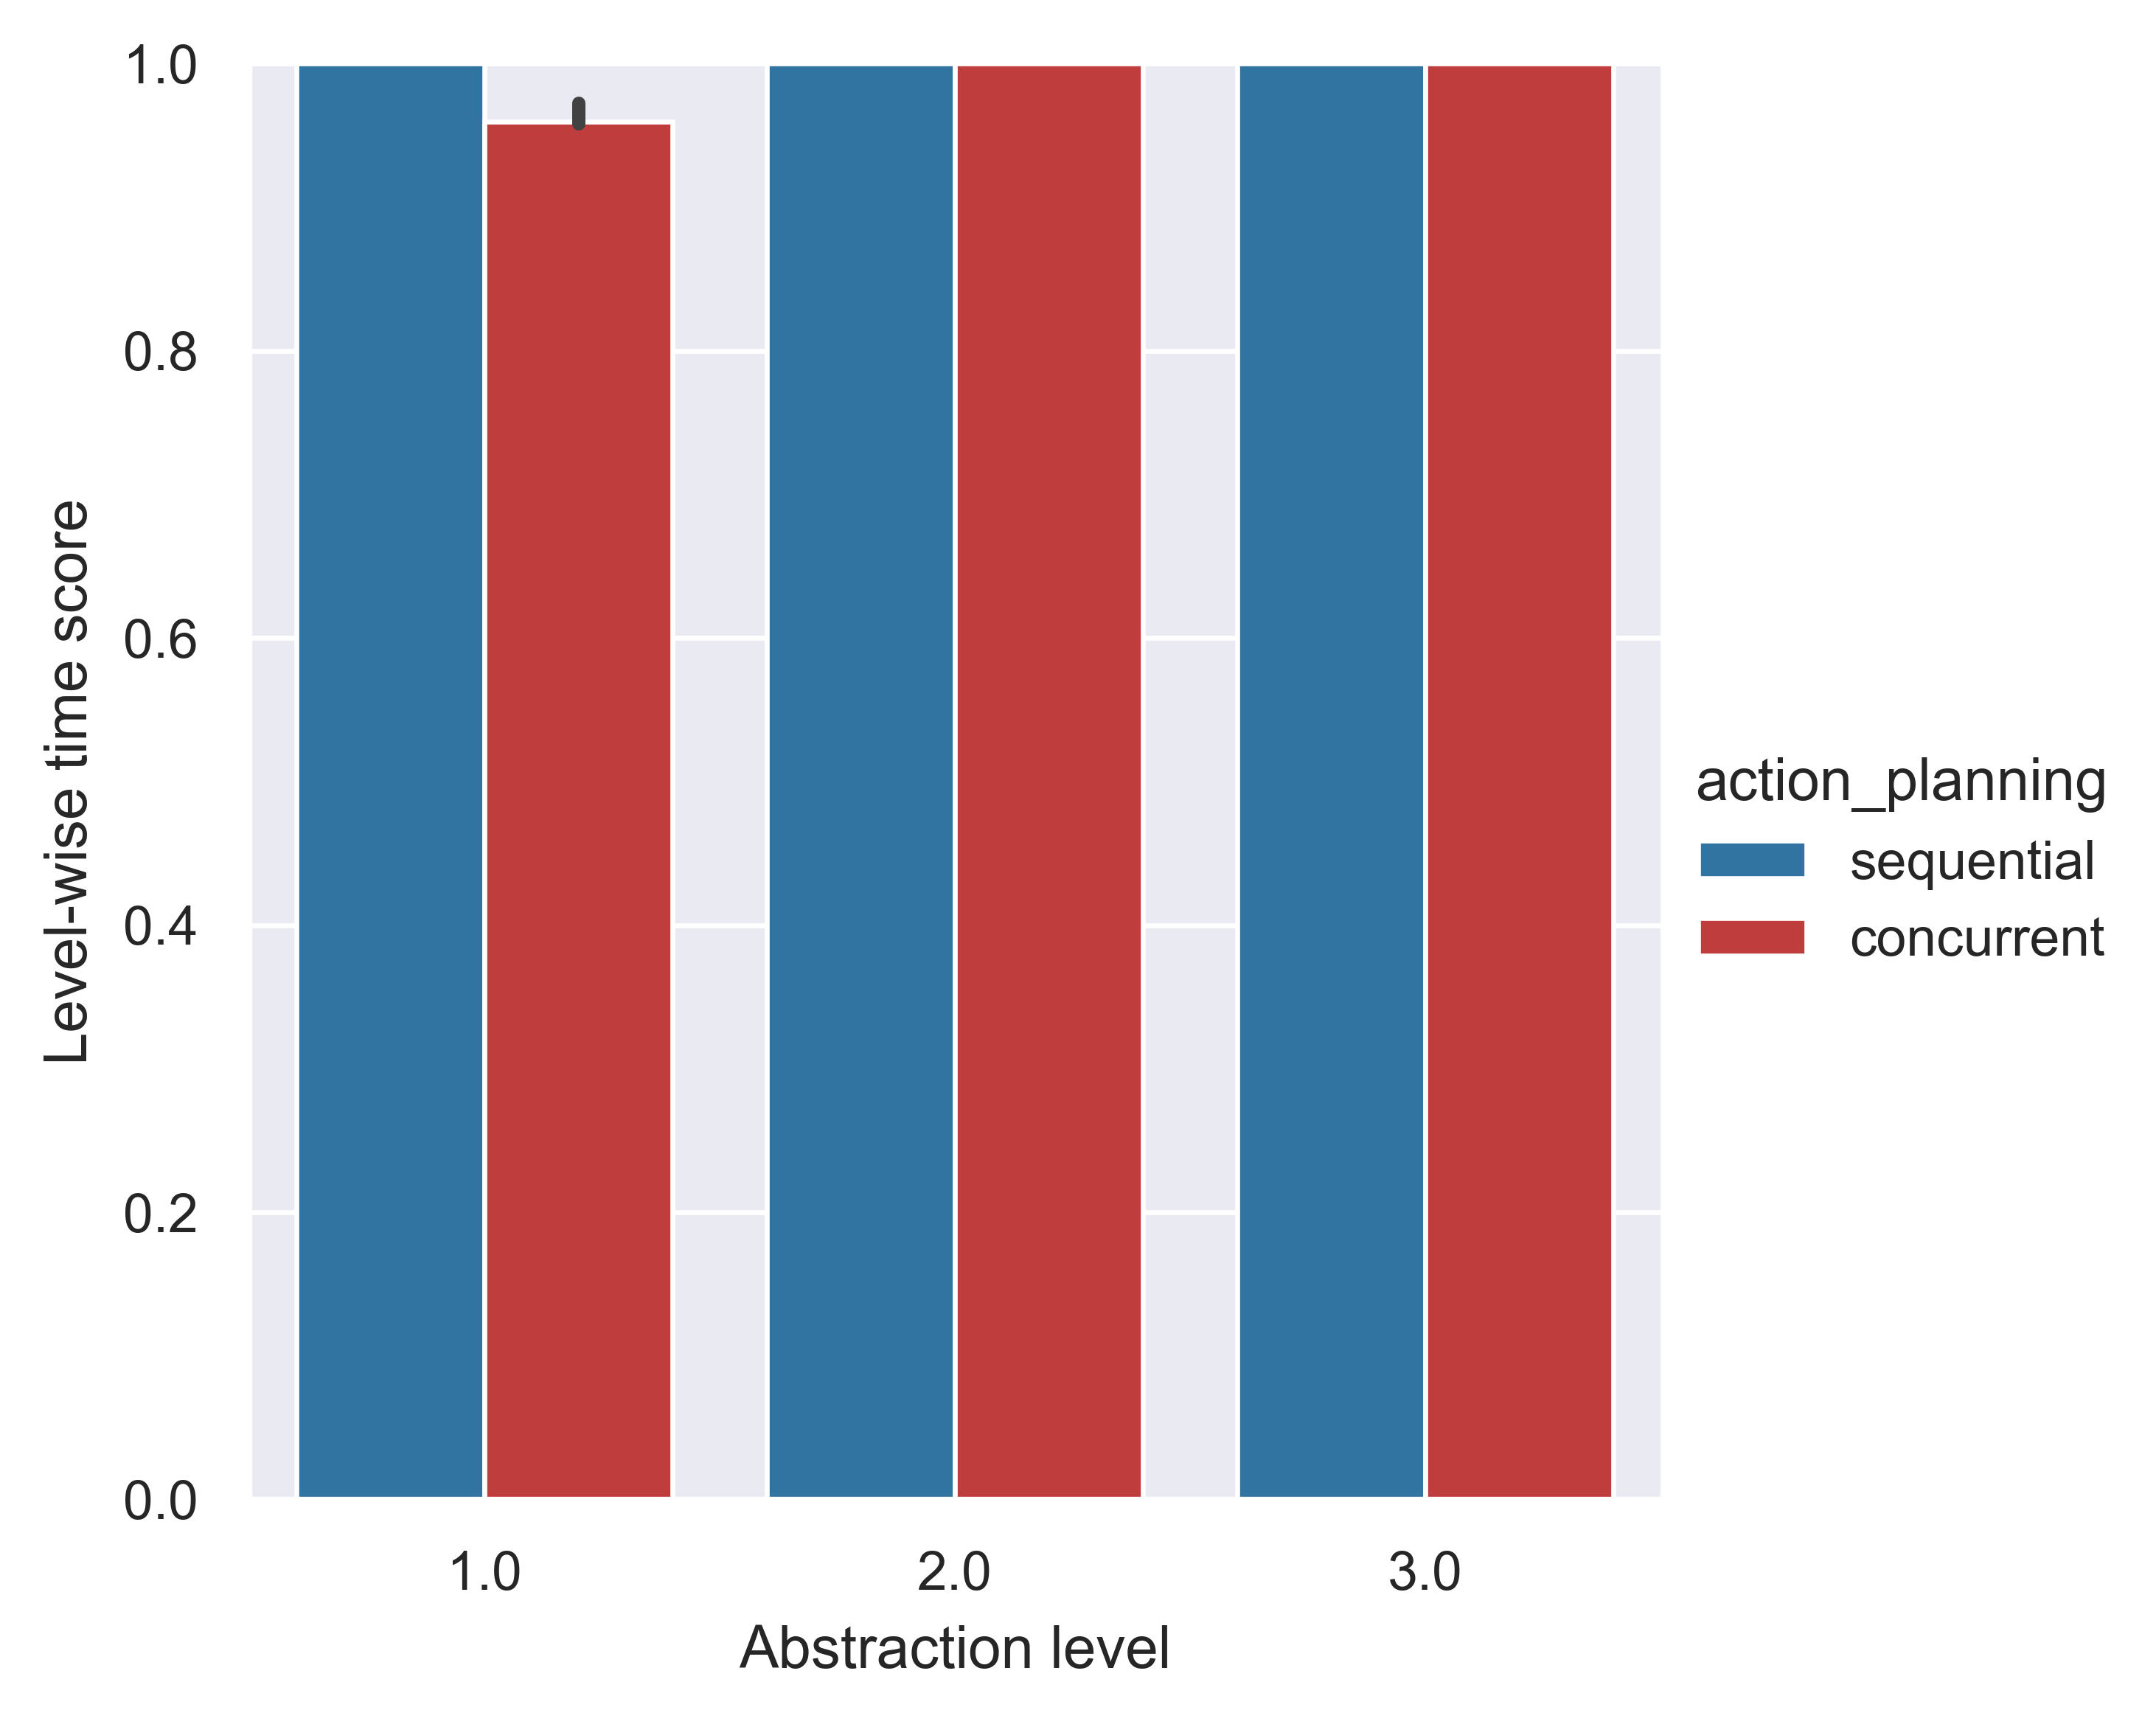 1.0
0.8
0.6
0.4
0.2
0.0
Level-wise time score
1.0 2.0 3.0
Abstraction level
action_planning
sequential
concurrent